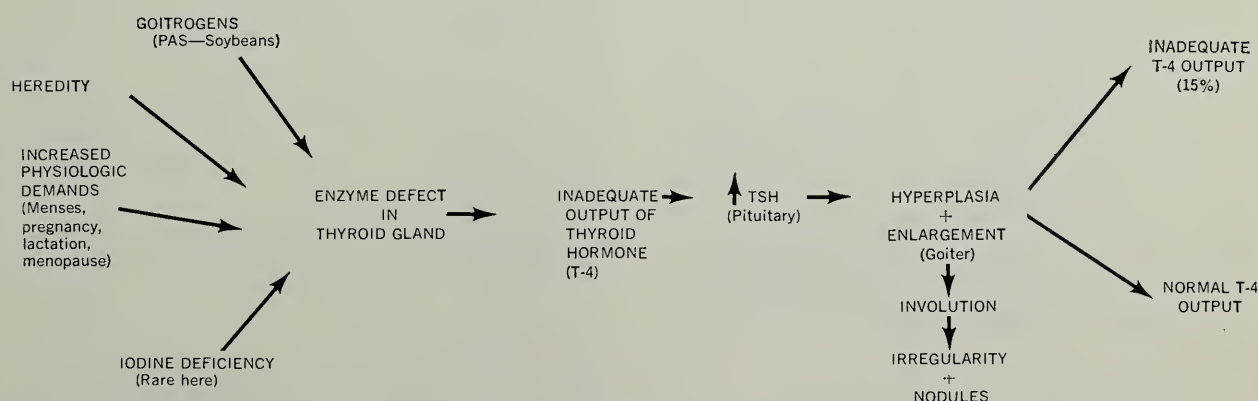 GOITROGENS
(PAS—Soybeans)
HEREDITY
INCREASED
PHYSIOLOGIC
DEMANDS
(Menses,
pregnancy,
lactation,
menopause)
IODINE DEFICIENCY
(Rare here)
ENZYME DEFECT
IN
THYROID GLAND
INADEQUATE
OUTPUT OF
THYROID
HORMONE
(T-4)
TSH
(Pituitary)
HYPERPLASIA
+
ENLARGEMENT
(Goiter)
INVOLUTION
IRREGULARITY
+
NODULES
INADEQUATE
T-4 OUTPUT
(15%)
NORMAL T-4
OUTPUT